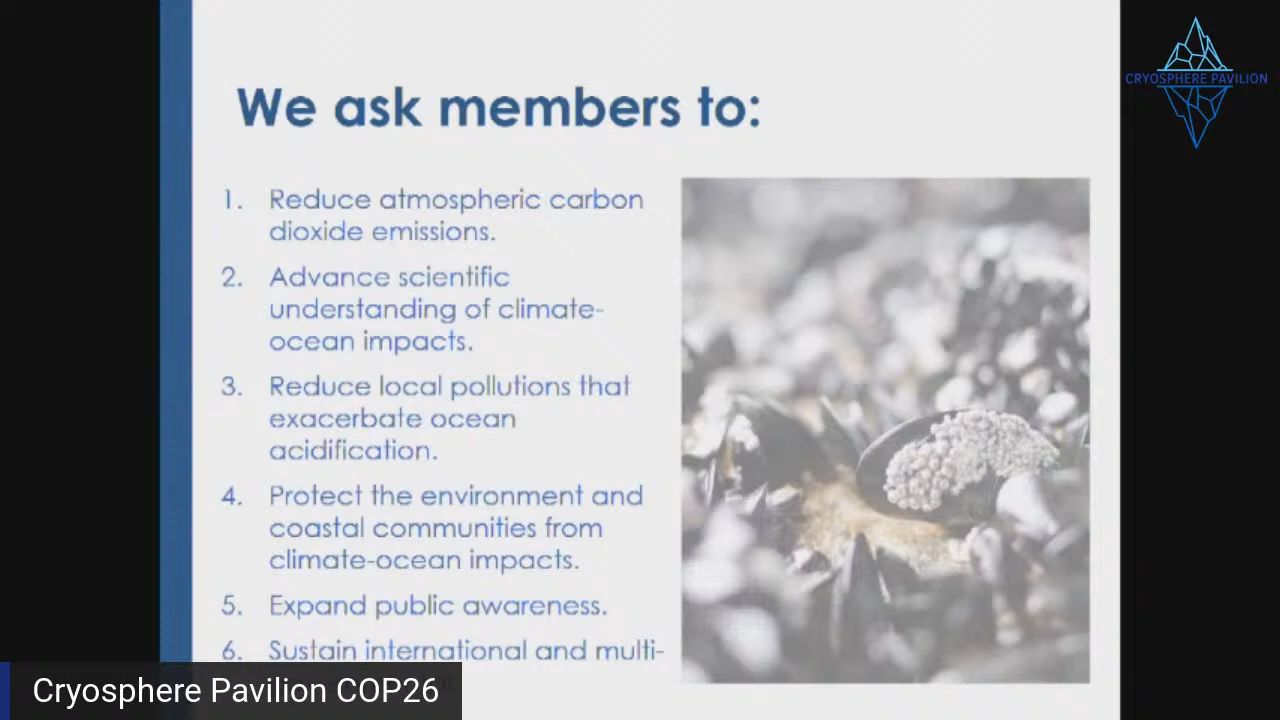 We ask members to:
CRYOSPHERE PAVILION
1. Reduce atmospheric carbon
dioxide emissions.
2. Advance scientific
understanding of climate-
ocean impacts.
3. Reduce local pollutions that
exacerbate ocean
acidification.
4. Protect the environment and
coastal communities from
climate-ocean impacts.
5. Expand public awareness.
6. Sustain international and multi-
Cryosphere Pavilion COP26